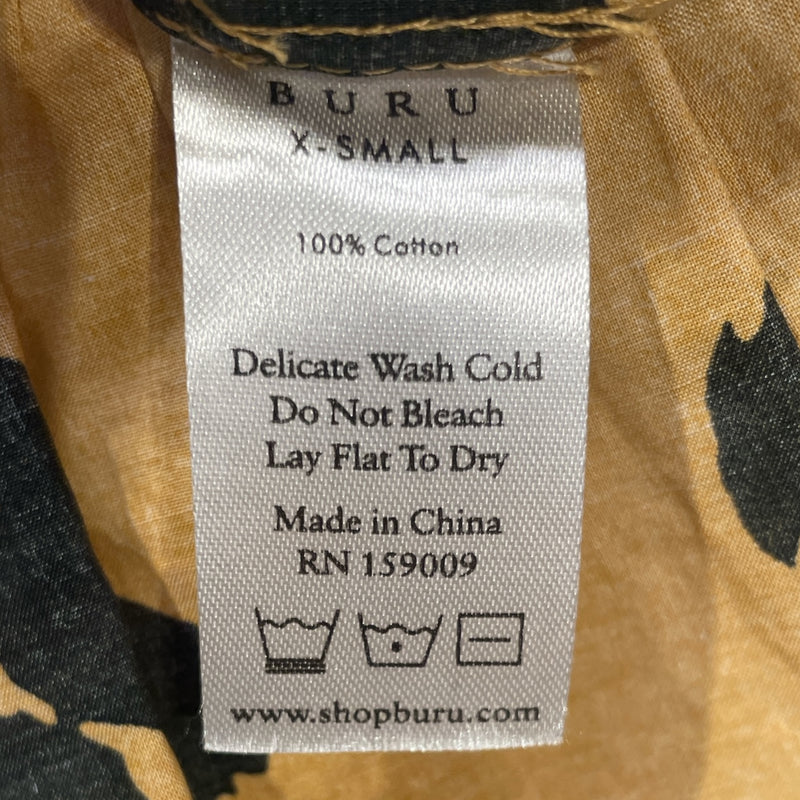 BURU
X-SMALL
100% Cotton
Delicate Wash Cold
Do Not Bleach
Lay Flat To Dry
Made in China
RN 159009
www.shopburu.com